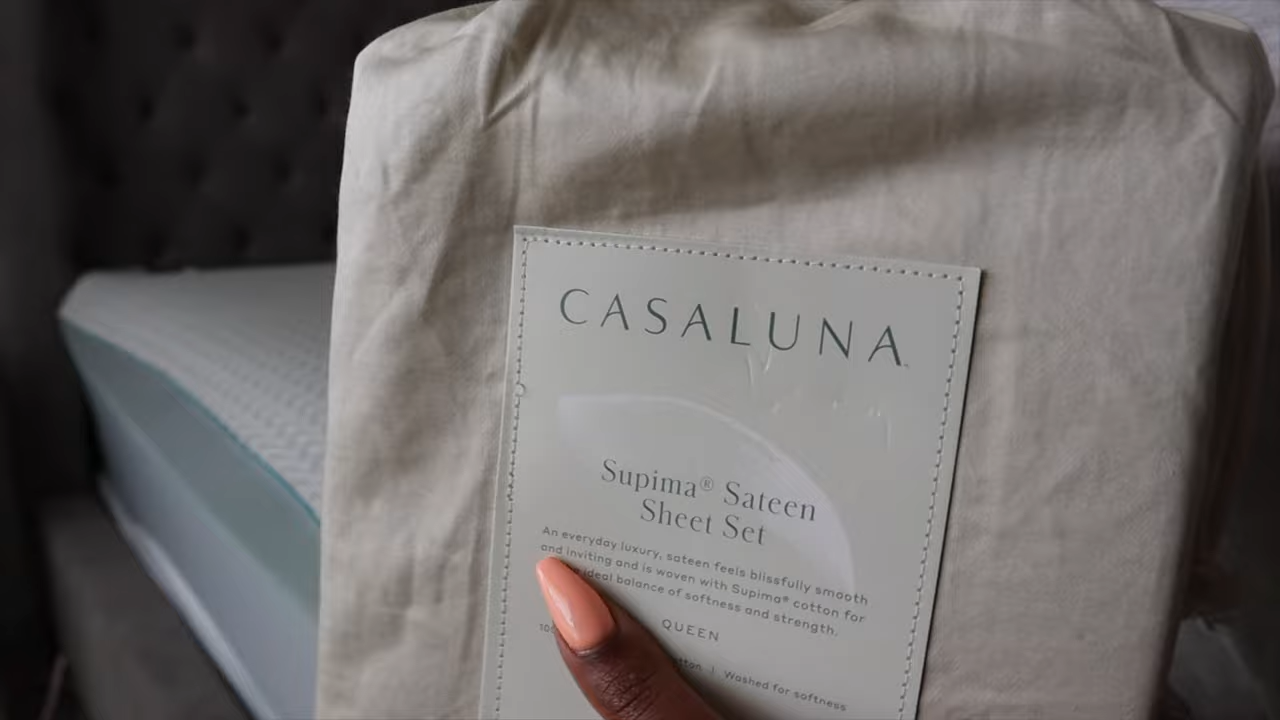 CASALUNA
Supima® Sateen
Sheet Set
An everyday luxury, sateen feels blissfully smooth
and inviting and is woven with Supima® cotton for
ideal balance of softness and strength.
QUEEN
| Washed for softness